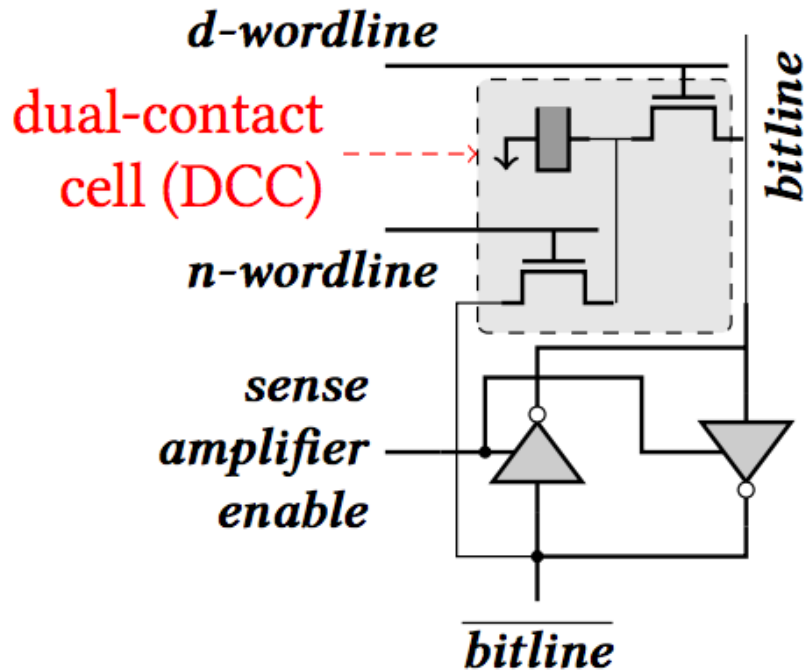 d-wordline
dual-contact
cell (DCC)
bitline
n-wordline
sense
amplifier
enable
bitline